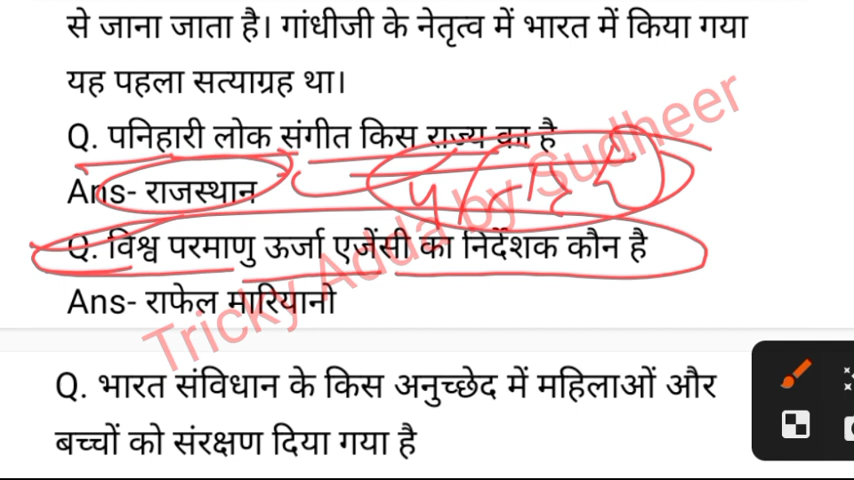 से जाना जाता है। गांधीजी के नेतृत्व में भारत में किया गया
यह पहला सत्याग्रह था।
Q. पनिहारी लोक संगीत किस राज्य का है
Ans- राजस्थान
Q. विश्व परमाणु ऊर्जा एजेंसी का निर्देशक कौन है
Ans- राफेल मारियानो
Tricky Adda by Sudheer
Q. भारत संविधान के किस अनुच्छेद में महिलाओं और
बच्चों को संरक्षण दिया गया है